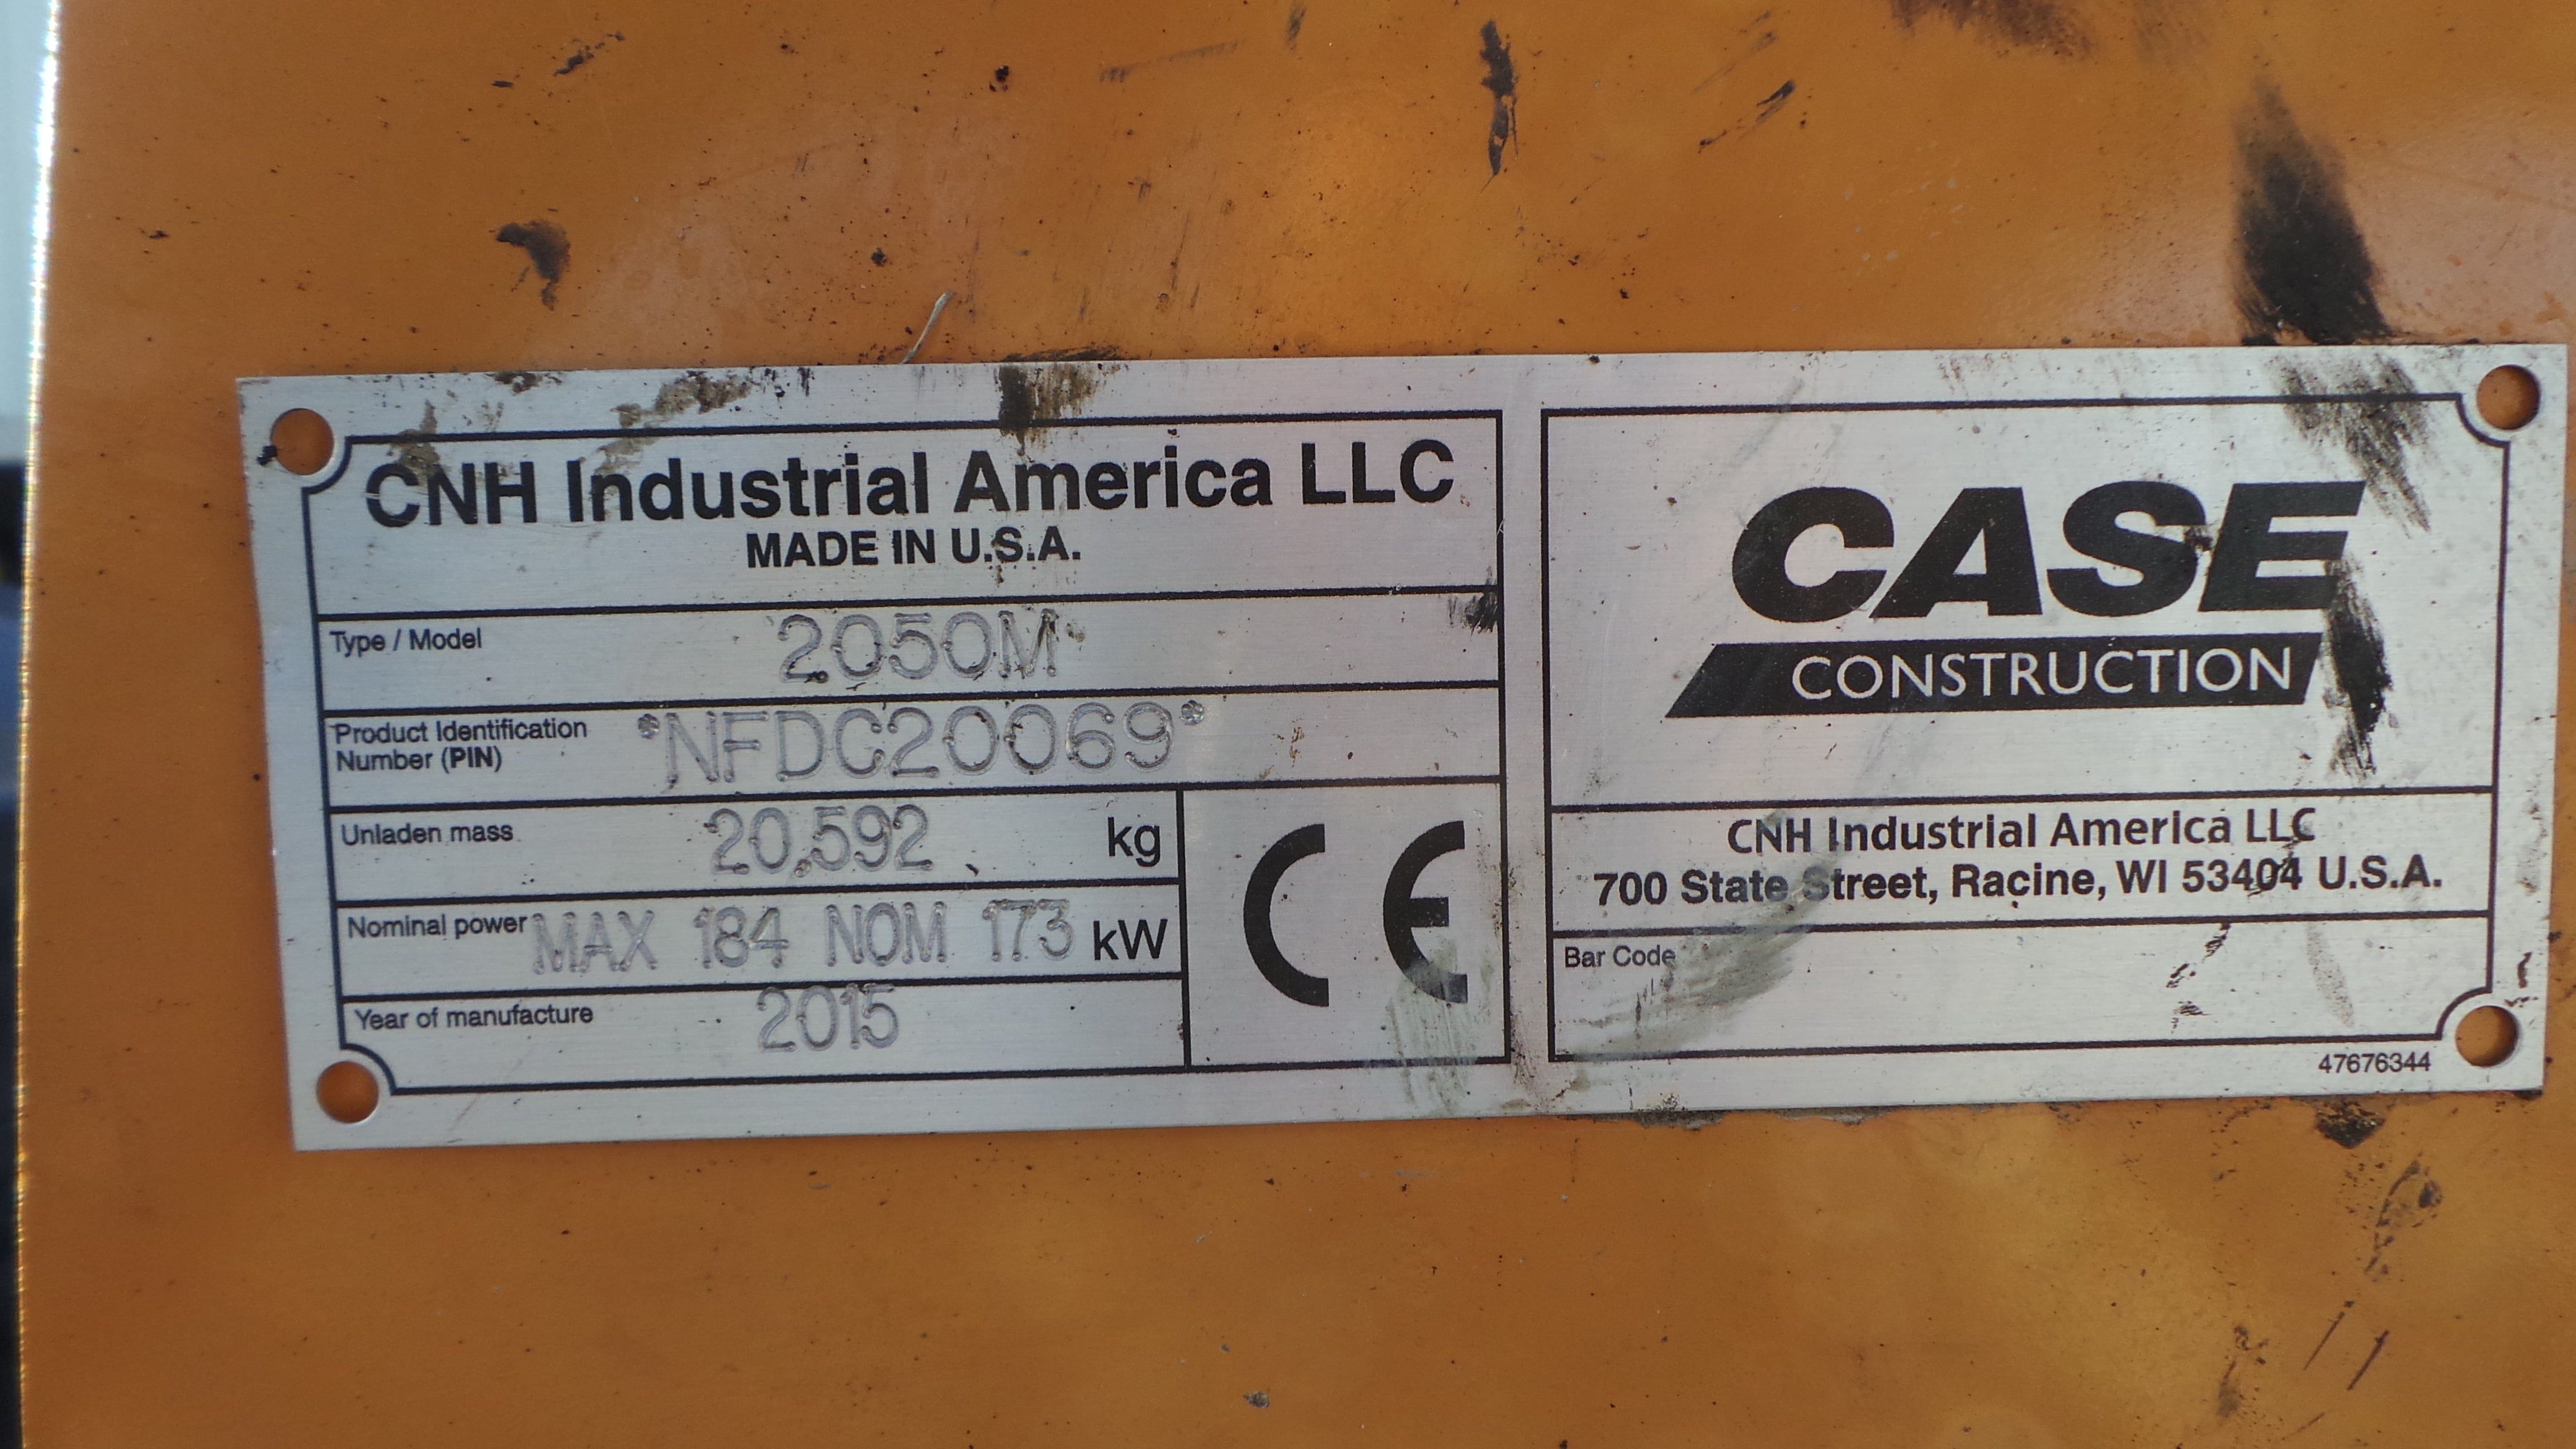 CNH Industrial America LLC
MADE IN U.S.A.
Type / Model 2050M
Product Identification
Number (PIN) *NFDC20069*
Unladen mass 20,592 kg
Nominal power MAX 184 NOM 173 kW
Year of manufacture 2015
CE
CASE
CONSTRUCTION
CNH Industrial America LLC
700 State Street, Racine, WI 53404 U.S.A.
Bar Code
47676344